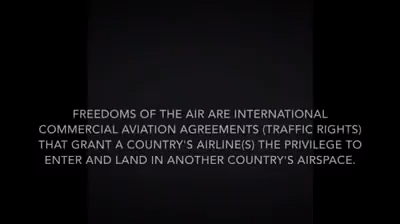 FREEDOMS OF THE AIR ARE INTERNATIONAL
COMMERCIAL AVIATION AGREEMENTS (TRAFFIC RIGHTS)
THAT GRANT A COUNTRY'S AIRLINE(S) THE PRIVILEGE TO
ENTER AND LAND IN ANOTHER COUNTRY'S AIRSPACE.